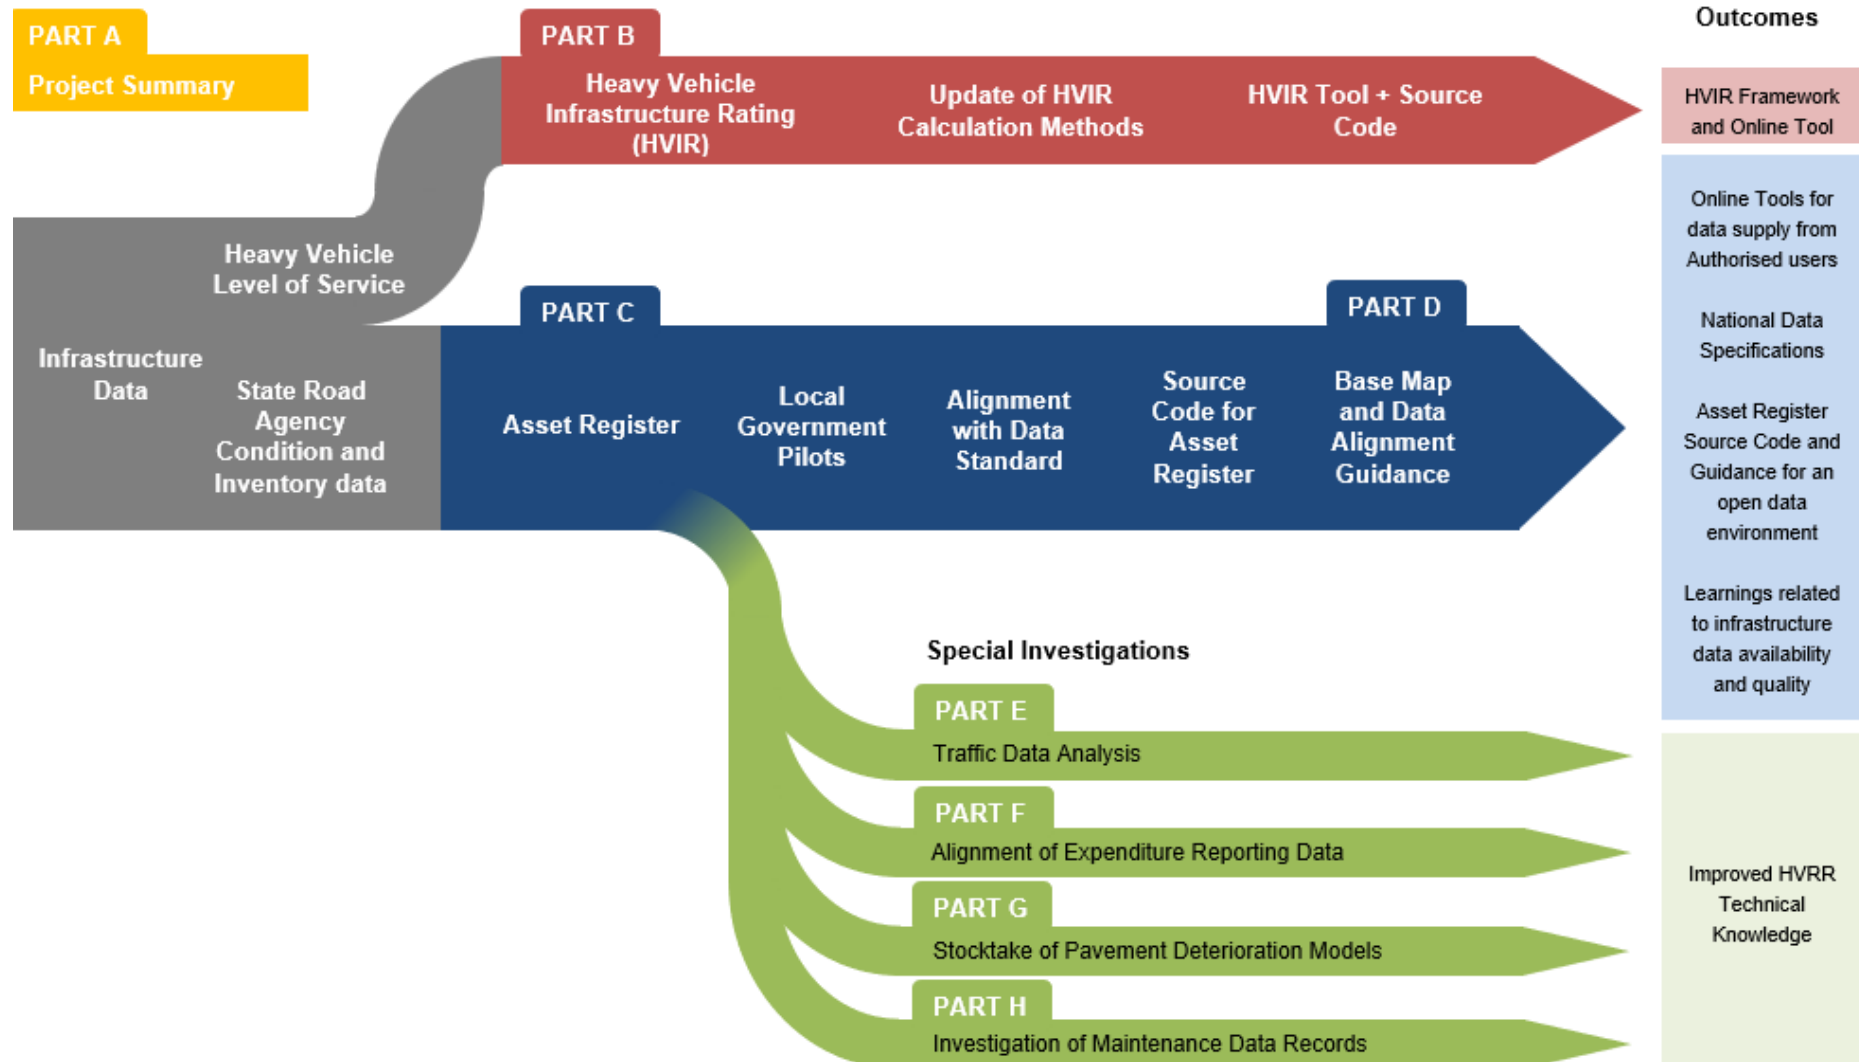 PART A
Project Summary
PART B
Heavy Vehicle
Infrastructure Rating
(HVIR)
Update of HVIR
Calculation Methods
HVIR Tool + Source
Code
Outcomes
HVIR Framework
and Online Tool
Heavy Vehicle
Level of Service
Infrastructure
Data
State Road
Agency
Condition and
Inventory data
PART C
Asset Register
Local
Government
Pilots
Alignment
with Data
Standard
Source
Code for
Asset
Register
PART D
Base Map
and Data
Alignment
Guidance
Online Tools for
data supply from
Authorised users
National Data
Specifications
Asset Register
Source Code and
Guidance for an
open data
environment
Learnings related
to infrastructure
data availability
and quality
Special Investigations
PART E
Traffic Data Analysis
PART F
Alignment of Expenditure Reporting Data
PART G
Stocktake of Pavement Deterioration Models
PART H
Investigation of Maintenance Data Records
Improved HVRR
Technical
Knowledge